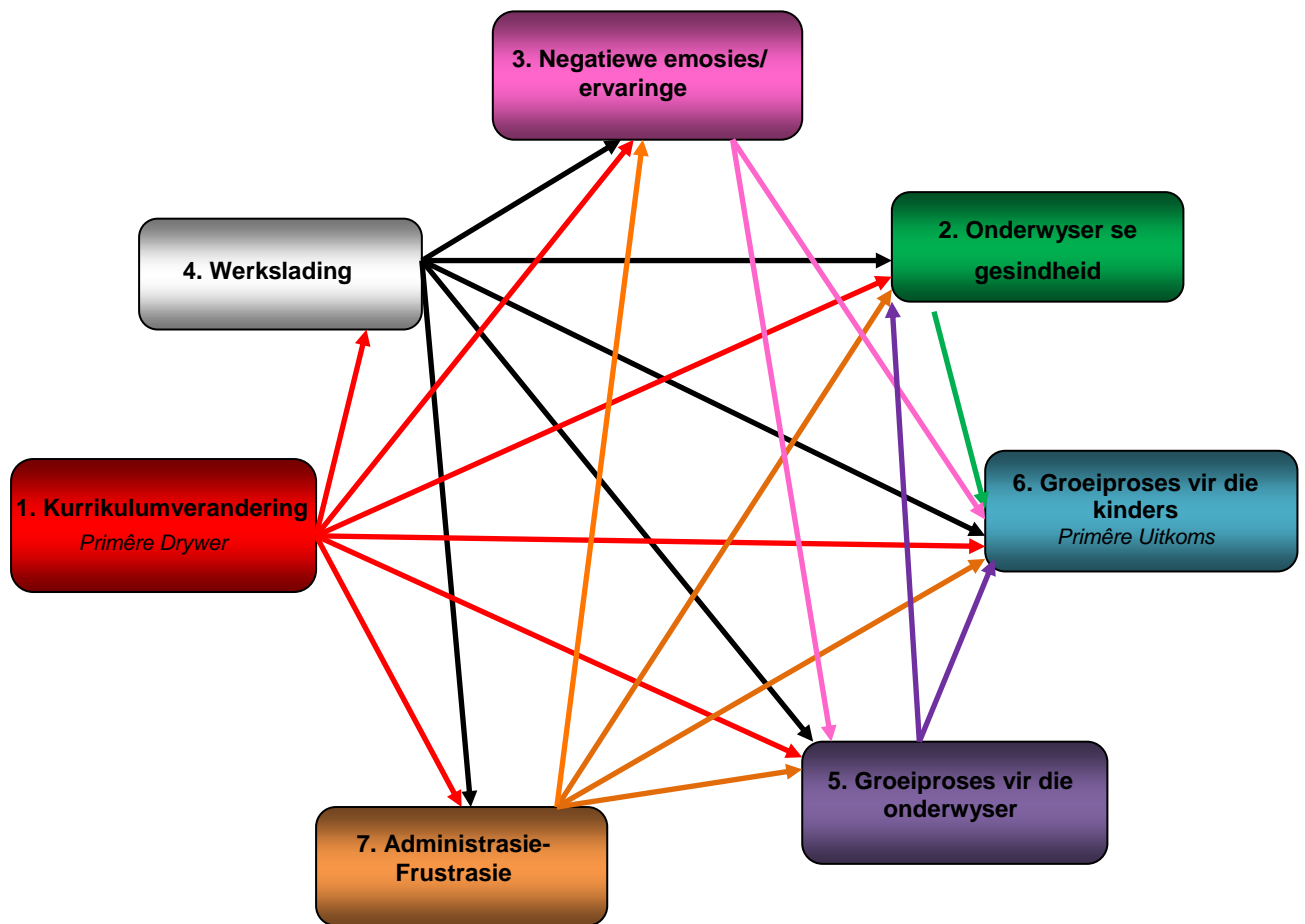 3. Negatiewe emosies/
ervaringe
2. Onderwyser se
gesindheid
4. Werkslading
1. Kurrikulumverandering
Primêre Drywer
6. Groeiproses vir die
kinders
Primêre Uitkoms
5. Groeiproses vir die
onderwyser
7. Administrasie-
Frustrasie